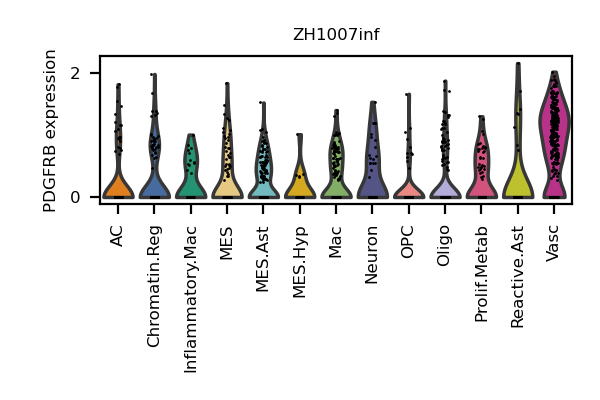 ZH1007inf
PDGFRB expression
2
0
AC
Chromatin.Reg
Inflammatory.Mac
MES
MES.Ast
MES.Hyp
Mac
Neuron
OPC
Oligo
Prolif.Metab
Reactive.Ast
Vasc